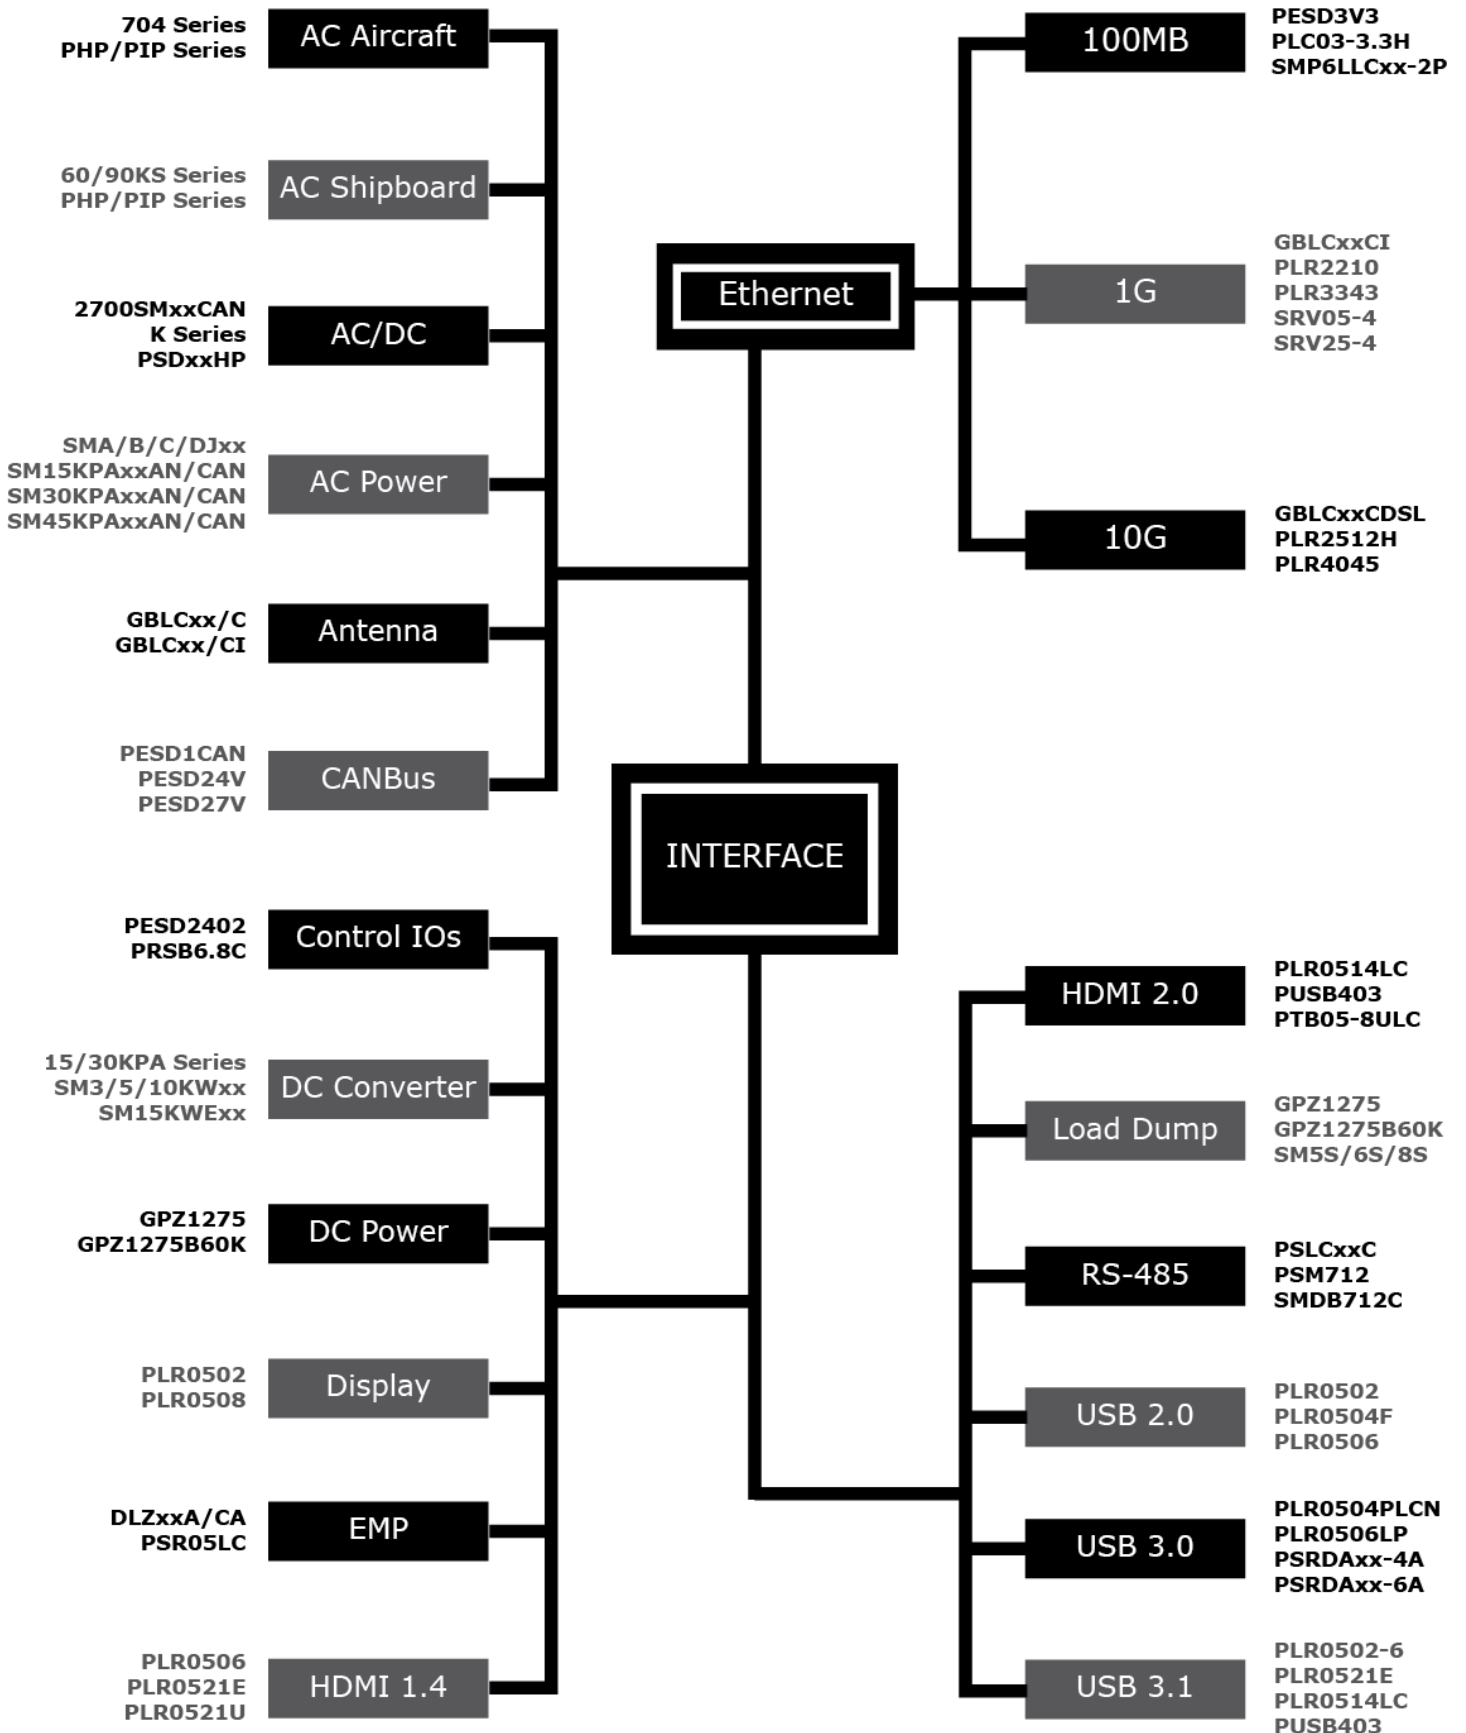 704 Series
PHP/PIP Series
AC Aircraft
60/90KS Series
PHP/PIP Series
AC Shipboard
2700SMxxCAN
K Series
PSDxxHP
AC/DC
SMA/B/C/DJxx
SM15KPAxxAN/CAN
SM30KPAxxAN/CAN
SM45KPAxxAN/CAN
AC Power
GBLCxx/C
GBLCxx/CI
Antenna
PESD1CAN
PESD24V
PESD27V
CANBus
Ethernet
100MB
PESD3V3
PLC03-3.3H
SMP6LLCxx-2P
1G
GBLCxxCI
PLR2210
PLR3343
SRV05-4
SRV25-4
10G
GBLCxxCDSL
PLR2512H
PLR4045
INTERFACE
PESD2402
PRSB6.8C
Control IOs
15/30KPA Series
SM3/5/10KWxx
SM15KWExx
DC Converter
GPZ1275
GPZ1275B60K
DC Power
PLR0502
PLR0508
Display
DLZxxA/CA
PSR05LC
EMP
PLR0506
PLR0521E
PLR0521U
HDMI 1.4
HDMI 2.0
PLR0514LC
PUSB403
PTB05-8ULC
Load Dump
GPZ1275
GPZ1275B60K
SM5S/6S/8S
RS-485
PSLCxxC
PSM712
SMDB712C
USB 2.0
PLR0502
PLR0504F
PLR0506
USB 3.0
PLR0504PLCN
PLR0506LP
PSRDAxx-4A
PSRDAxx-6A
USB 3.1
PLR0502-6
PLR0521E
PLR0514LC
PUSB403